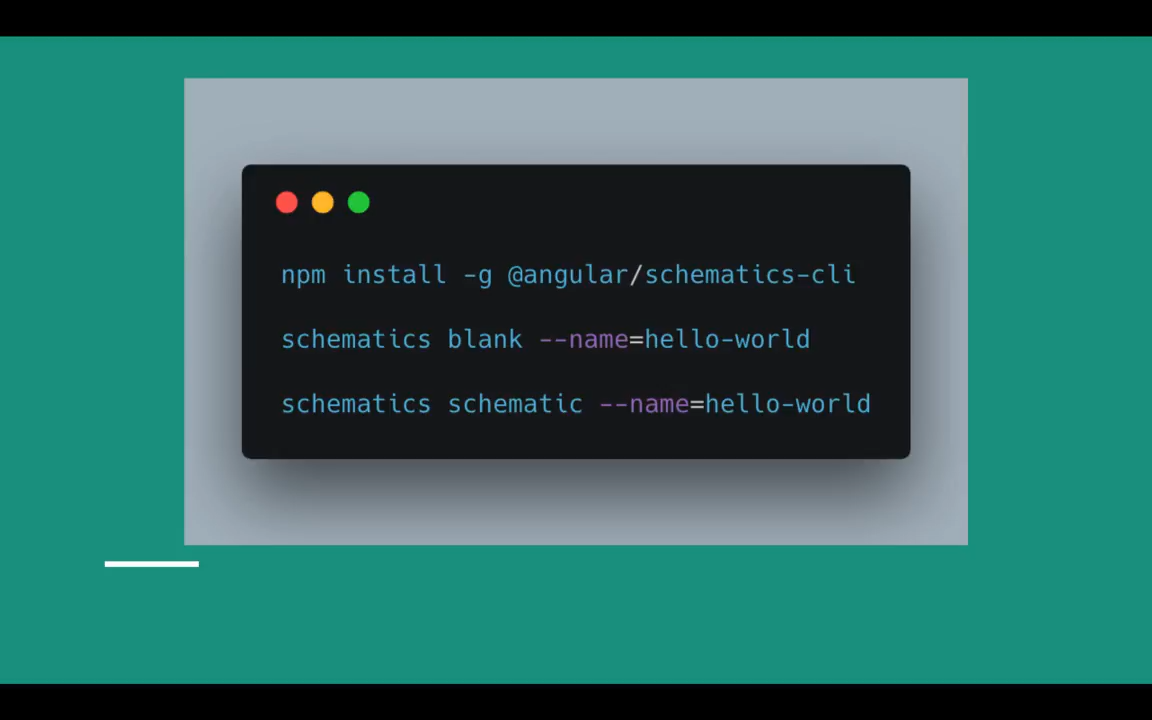 npm install -g @angular/schematics-cli
schematics blank --name=hello-world
schematics schematic --name=hello-world